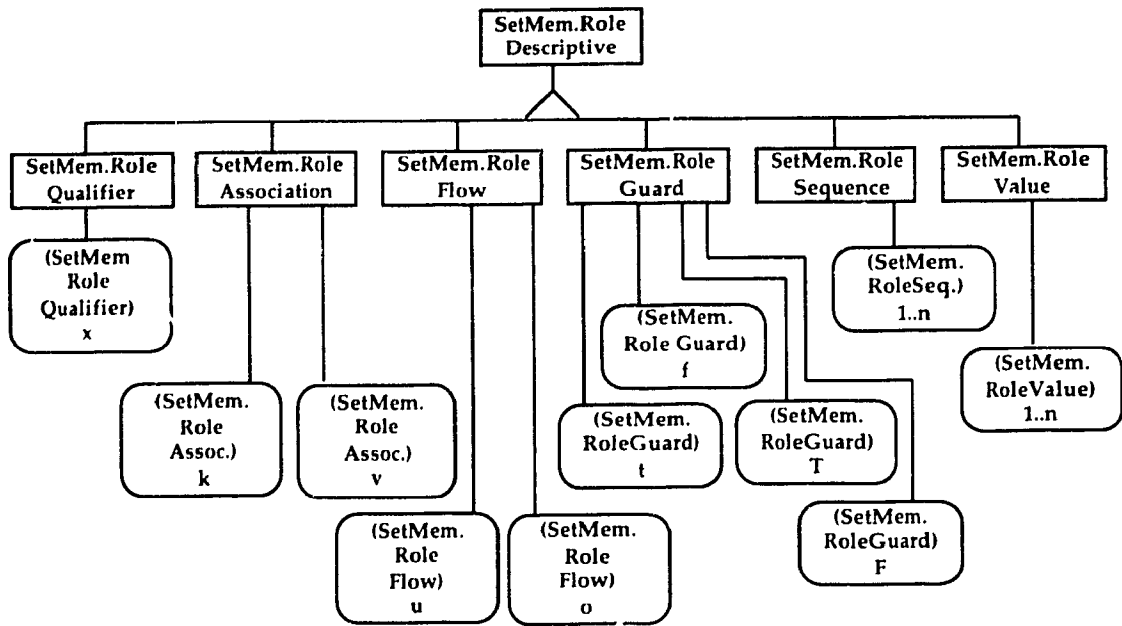 SetMem.Role
Descriptive
SetMem.Role
Qualifier
SetMem.Role
Association
SetMem.Role
Flow
SetMem.Role
Guard
SetMem.Role
Sequence
SetMem.Role
Value
(SetMem
Role
Qualifier)
x
(SetMem.
RoleSeq.)
1..n
(SetMem.
Role Guard)
f
(SetMem.
RoleValue)
1..n
(SetMem.
Role
Assoc.)
k
(SetMem.
Role
Assoc.)
v
(SetMem.
RoleGuard)
t
(SetMem.
RoleGuard)
T
(SetMem.
RoleGuard)
F
(SetMem.
Role
Flow)
u
(SetMem.
Role
Flow)
o